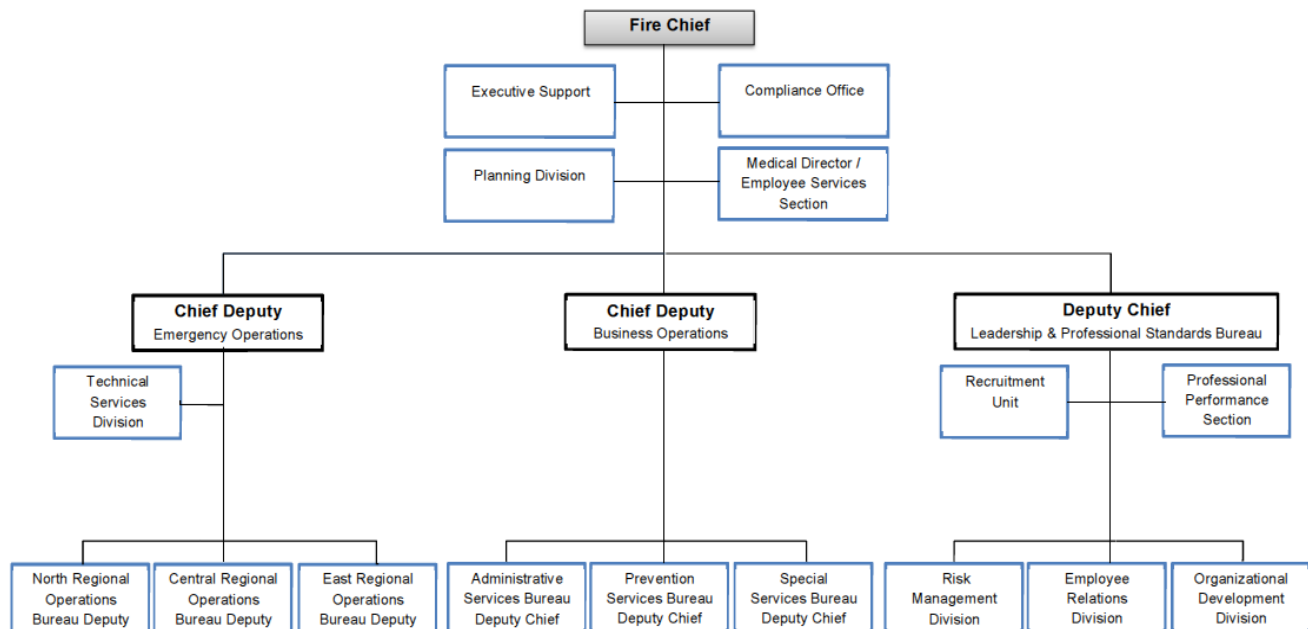 Fire Chief
Executive Support
Compliance Office
Planning Division
Medical Director /
Employee Services
Section
Chief Deputy
Emergency Operations
Chief Deputy
Business Operations
Deputy Chief
Leadership & Professional Standards Bureau
Technical
Services
Division
Recruitment
Unit
Professional
Performance
Section
North Regional
Operations
Bureau Deputy
Central Regional
Operations
Bureau Deputy
East Regional
Operations
Bureau Deputy
Administrative
Services Bureau
Deputy Chief
Prevention
Services Bureau
Deputy Chief
Special
Services Bureau
Deputy Chief
Risk
Management
Division
Employee
Relations
Division
Organizational
Development
Division